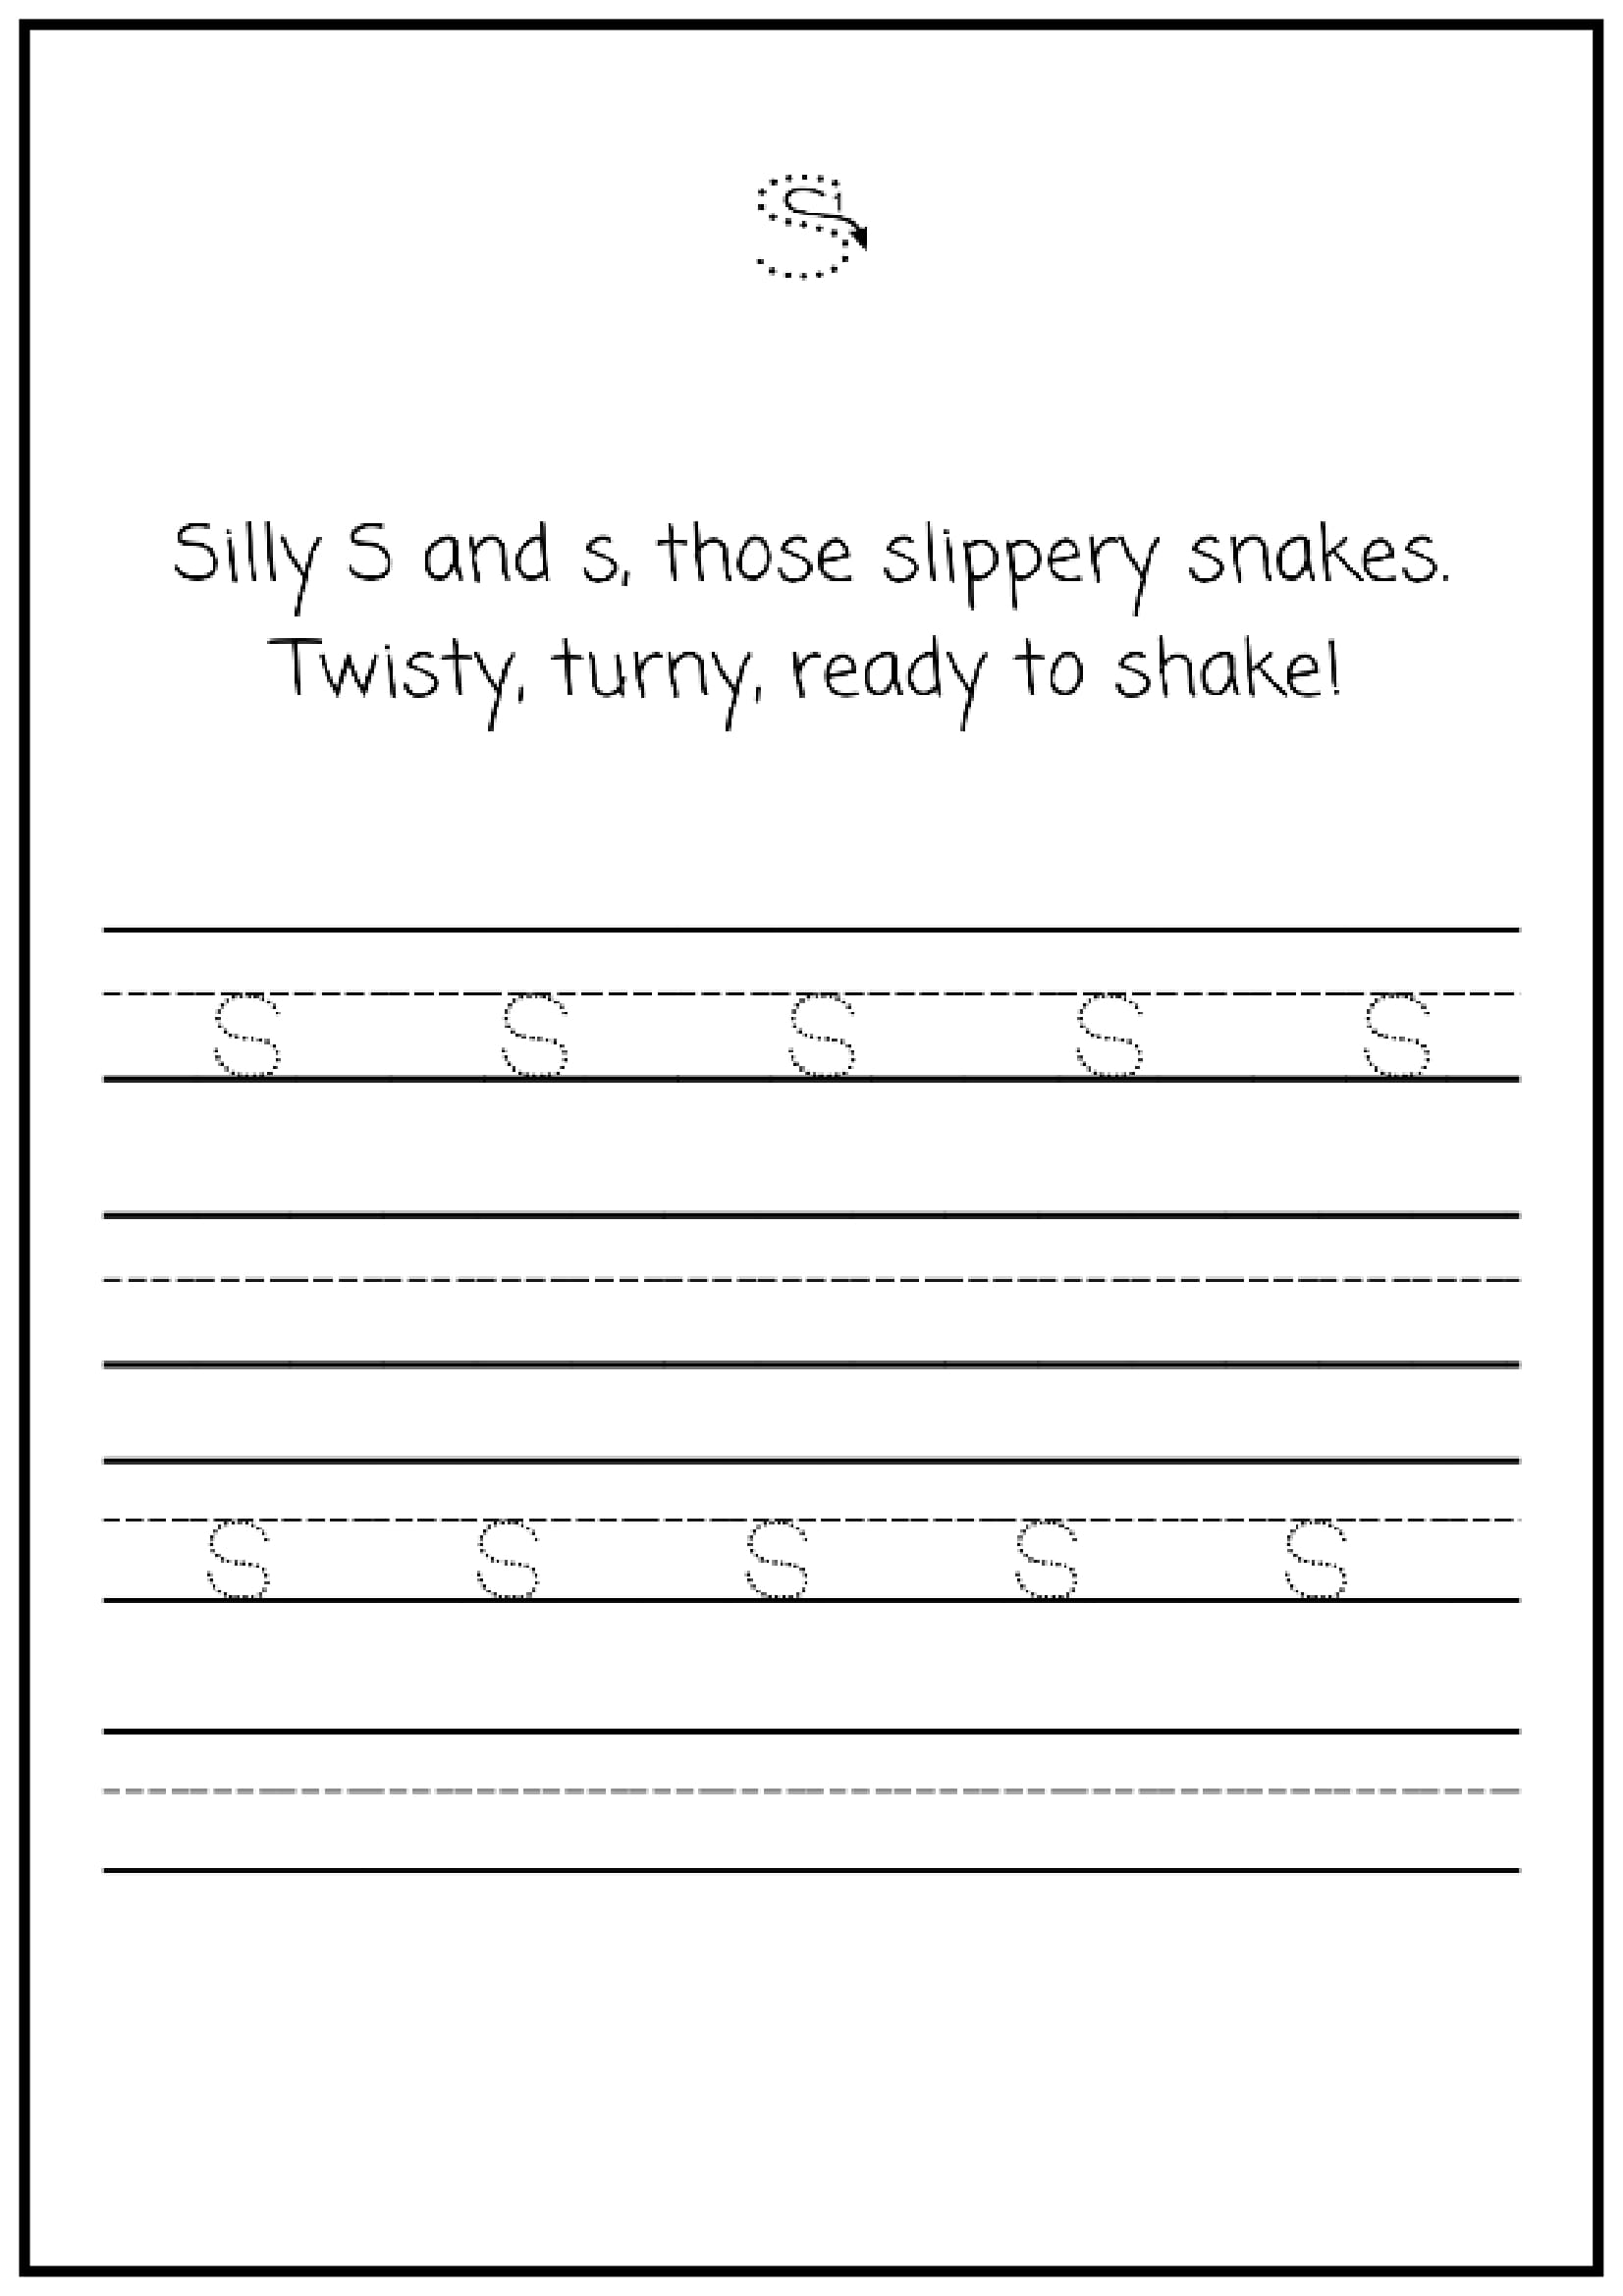 s
1
Silly S and s, those slippery snakes.
Twisty, turny, ready to shake!
s s s s s
s s s s s